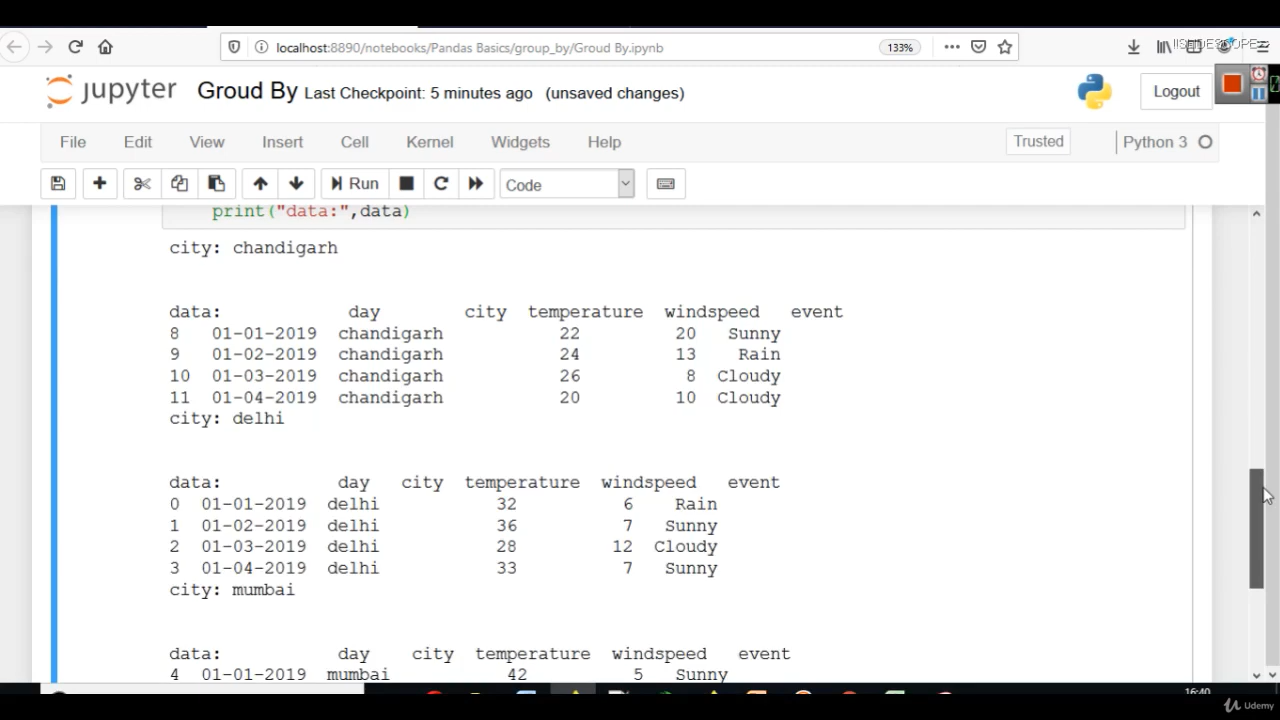 localhost:8890/notebooks/Pandas Basics/group_by/Groud By.ipynb
133%
jupyter Groud By Last Checkpoint: 5 minutes ago (unsaved changes)
Logout
File Edit View Insert Cell Kernel Widgets Help Trusted Python 3
Run Code
print("data:",data)
city: chandigarh
data: day city temperature windspeed event
8 01-01-2019 chandigarh 22 20 Sunny
9 01-02-2019 chandigarh 24 13 Rain
10 01-03-2019 chandigarh 26 8 Cloudy
11 01-04-2019 chandigarh 20 10 Cloudy
city: delhi
data: day city temperature windspeed event
0 01-01-2019 delhi 32 6 Rain
1 01-02-2019 delhi 36 7 Sunny
2 01-03-2019 delhi 28 12 Cloudy
3 01-04-2019 delhi 33 7 Sunny
city: mumbai
data: day city temperature windspeed event
4 01-01-2019 mumbai 42 5 Sunny
16:40
Udemy